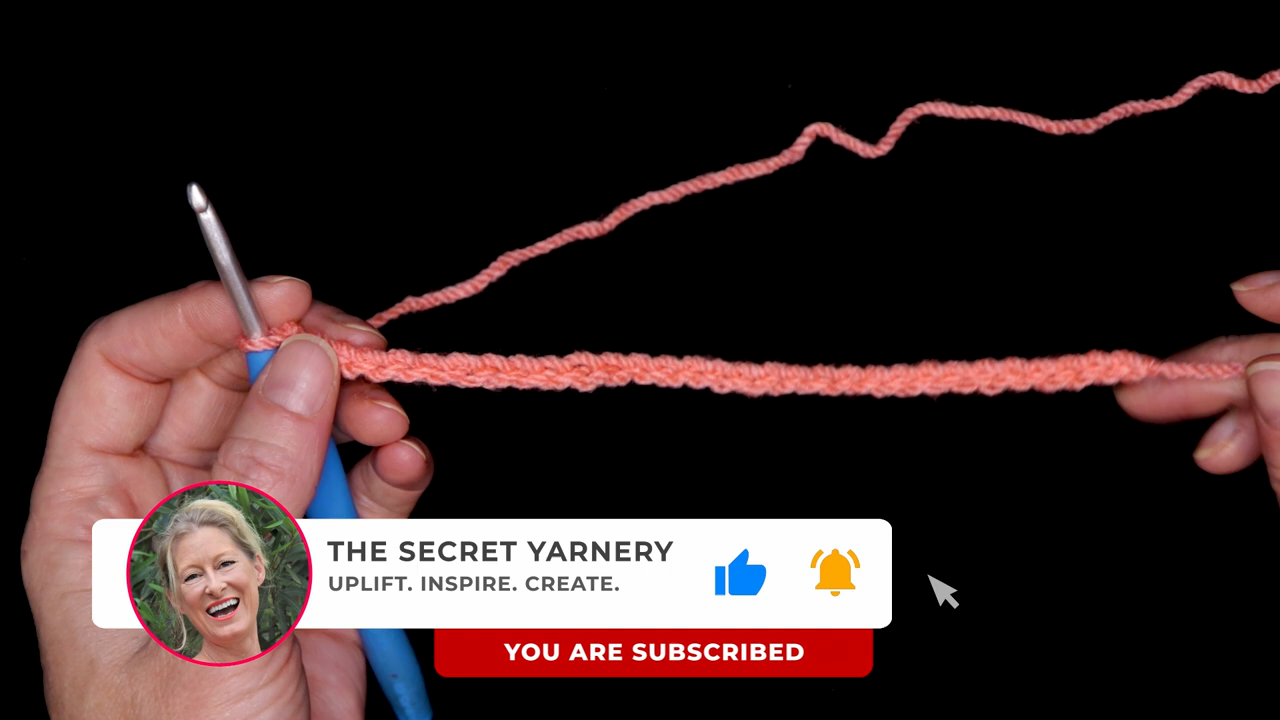 THE SECRET YARNERY
UPLIFT. INSPIRE. CREATE.
YOU ARE SUBSCRIBED